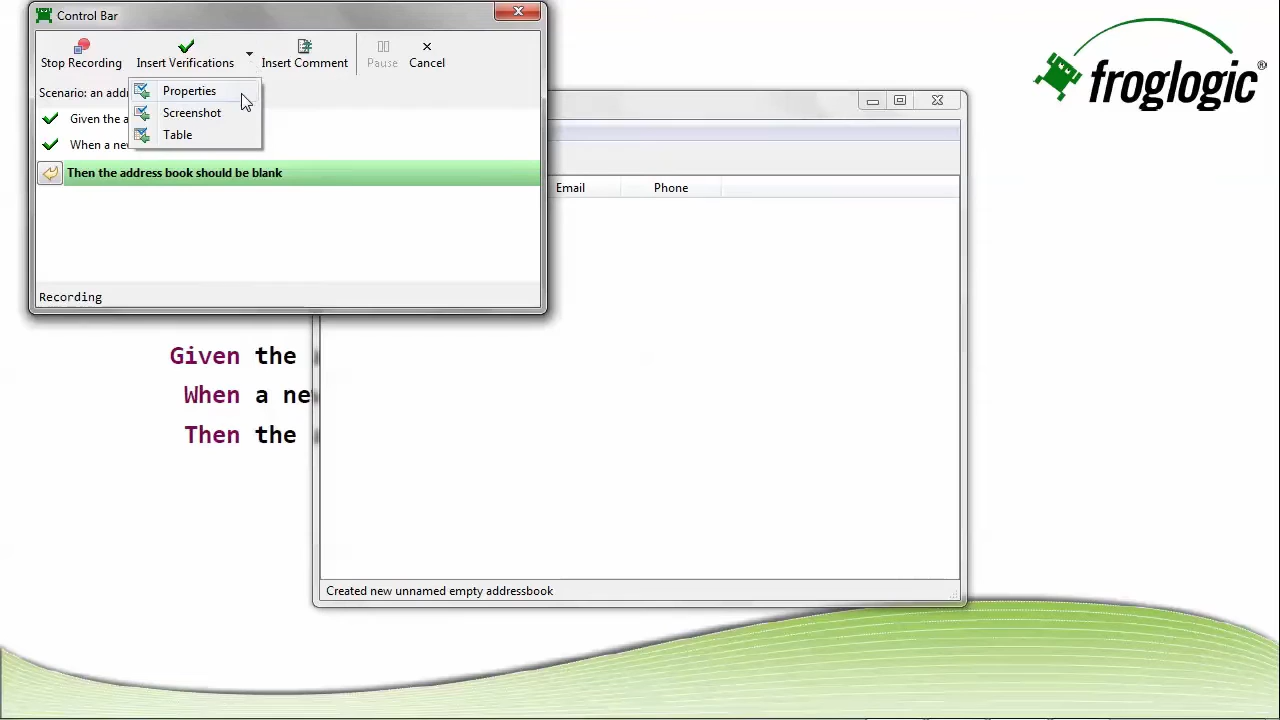 Control Bar
Stop Recording
Insert Verifications
Insert Comment
Pause
Cancel
Properties
Screenshot
Table
Scenario: an addr
Given the a
When a new
Then the address book should be blank
Recording
froglogic®
Email
Phone
Given the
When a new
Then the
Created new unnamed empty addressbook